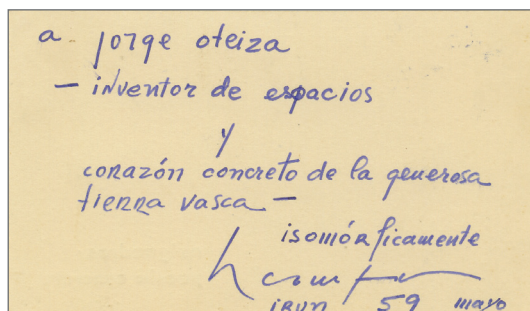 a jorge oteiza
— inventor de espacios
y
corazón concreto de la generosa
tierra vasca —
isomórficamente
irun 59 mayo